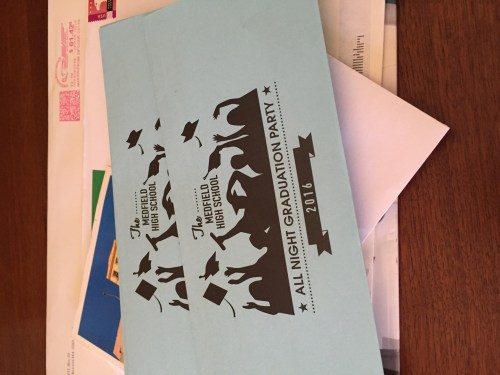 The
MEDFIELD
HIGH SCHOOL
The
MEDFIELD
HIGH SCHOOL
★ ALL NIGHT GRADUATION PARTY ★
2016